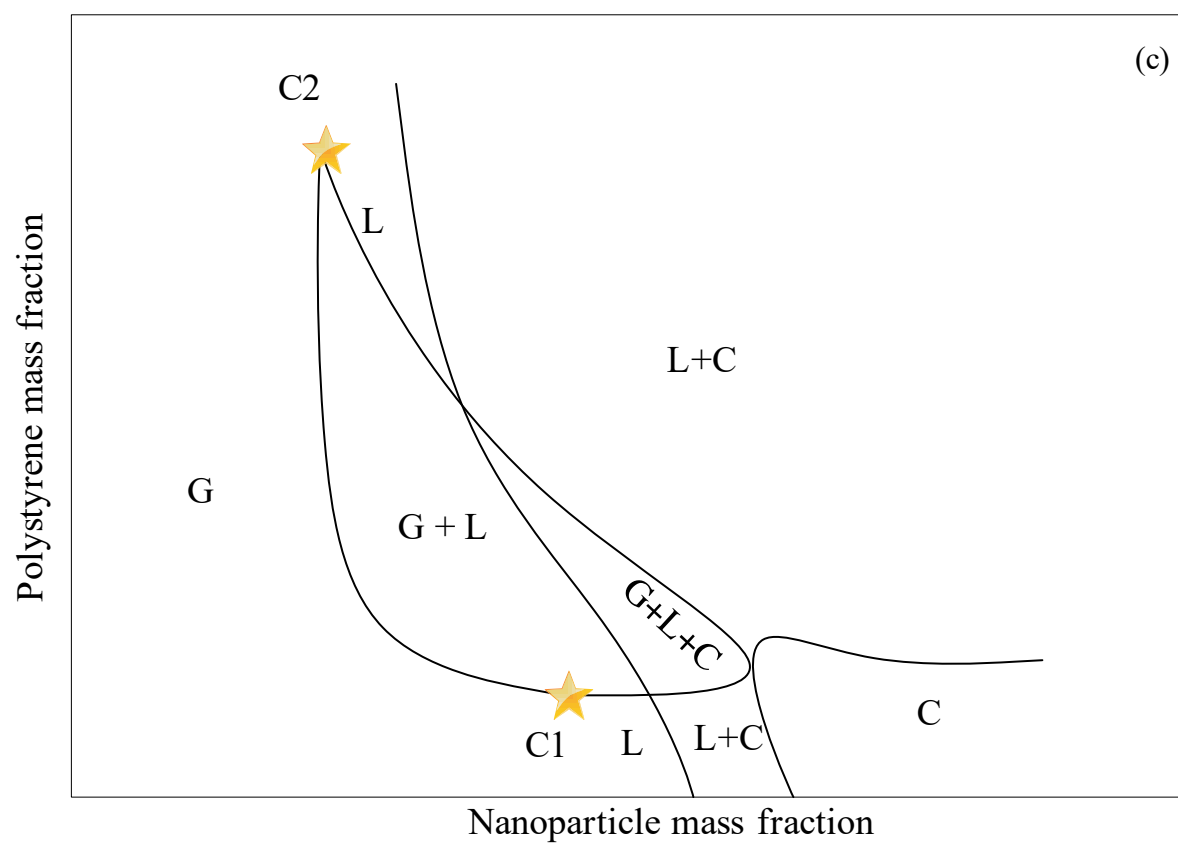 (c)
C2
L
L+C
G
G + L
G+L+C
C
C1
L
L+C
Polystyrene mass fraction
Nanoparticle mass fraction